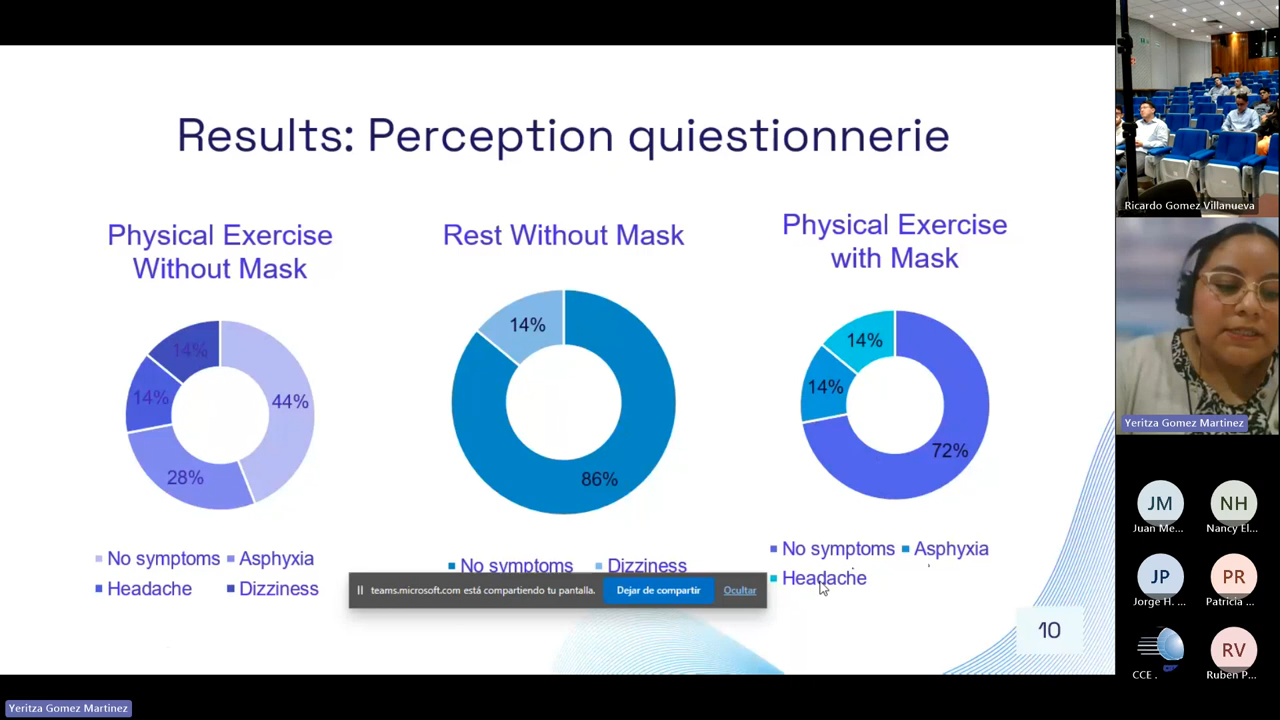 Results: Perception quiestionnerie
Physical Exercise
Without Mask
14%
14%
44%
28%
No symptoms Asphyxia
Headache Dizziness
Rest Without Mask
14%
86%
No symptoms Dizziness
Physical Exercise
with Mask
14%
14%
72%
No symptoms Asphyxia
Headache
teams.microsoft.com está compartiendo tu pantalla. Dejar de compartir Ocultar
10
Ricardo Gomez Villanueva
Yeritza Gomez Martinez
JM NH
Juan Me... Nancy El...
JP PR
Jorge H. ... Patricia ...
RV
CCE . Ruben P...
Yeritza Gomez Martinez